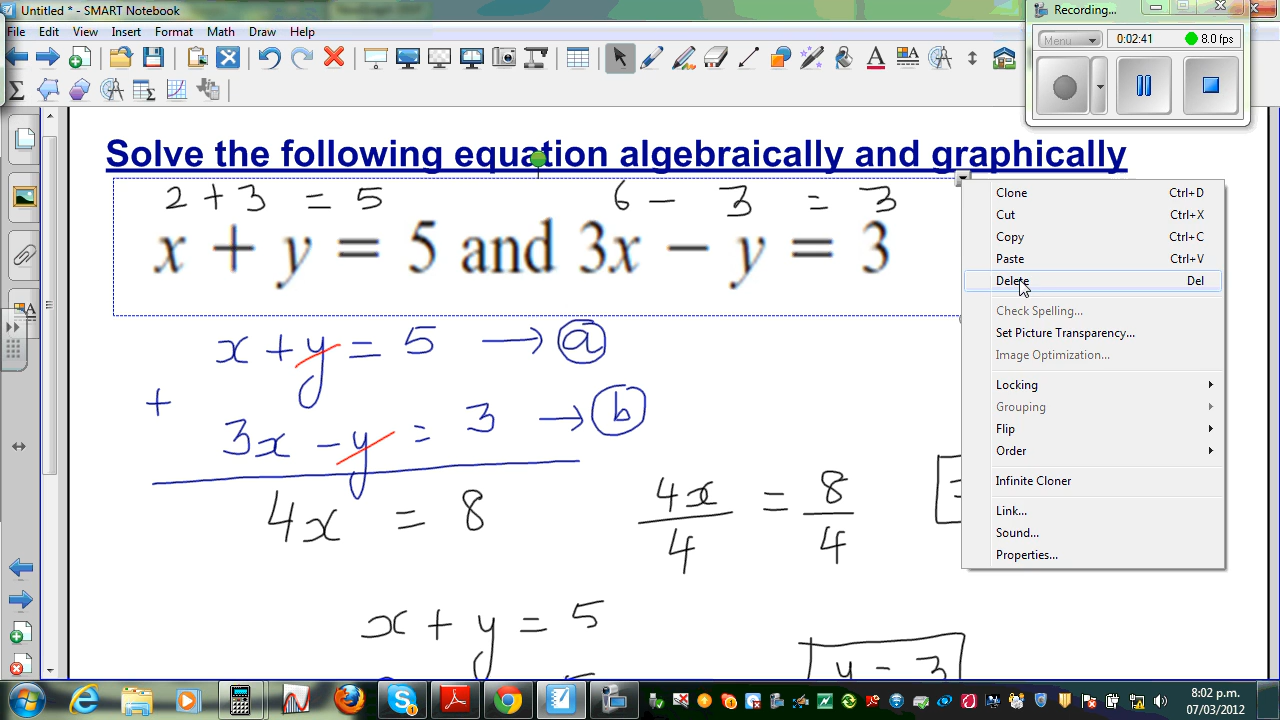 Untitled * - SMART Notebook
File Edit View Insert Format Math Draw Help
Recording...
Menu 0:02:41 8.0 fps
Solve the following equation algebraically and graphically
2 + 3 = 5 6 - 3 = 3
x + y = 5 and 3x − y = 3
x + y = 5 → a
+
3x - y = 3 → b
4x = 8
4x = 8
4 4
x + y = 5
y = 3
Clone Ctrl+D
Cut Ctrl+X
Copy Ctrl+C
Paste Ctrl+V
Delete Del
Check Spelling...
Set Picture Transparency...
Image Optimization...
Locking
Grouping
Flip
Order
Infinite Cloner
Link...
Sound...
Properties...
8:02 p.m.
07/03/2012